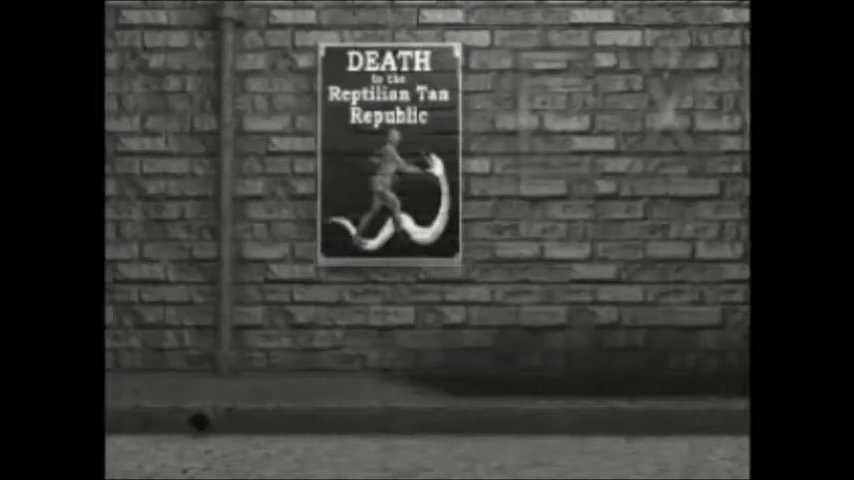 DEATH
to the
Reptilian Tan
Republic